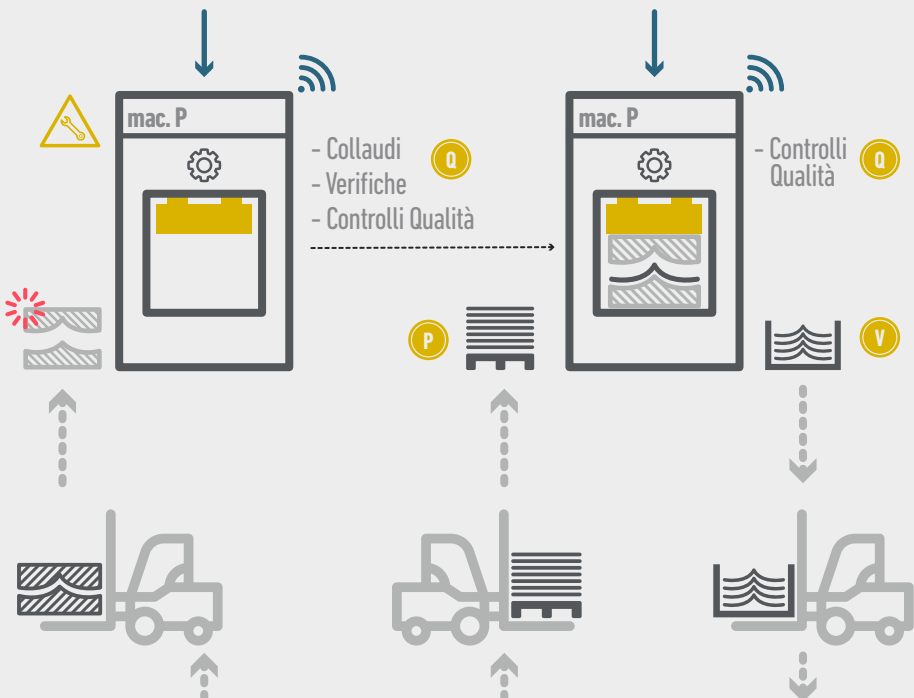 mac. P
- Collaudi
- Verifiche
- Controlli Qualità
Q
mac. P
- Controlli
Qualità
Q
P
V